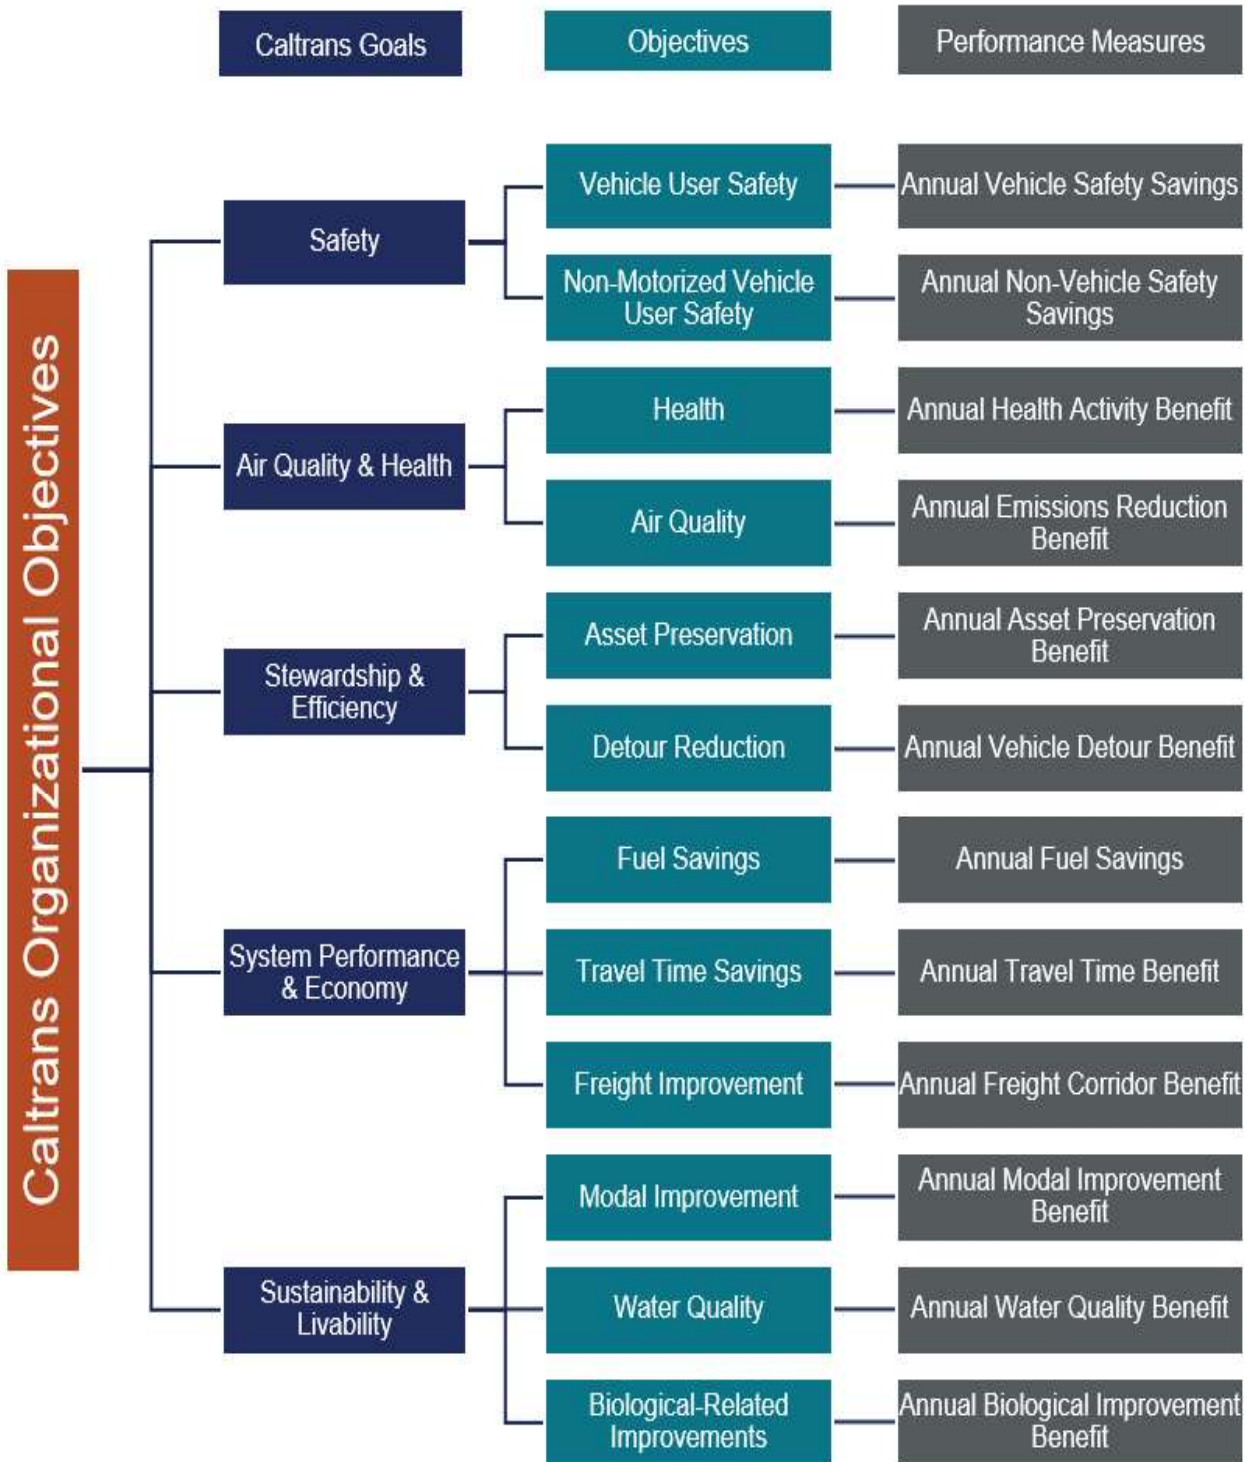 Caltrans Goals
Objectives
Performance Measures
Caltrans Organizational Objectives
Safety
Vehicle User Safety
Annual Vehicle Safety Savings
Non-Motorized Vehicle
User Safety
Annual Non-Vehicle Safety
Savings
Air Quality & Health
Health
Annual Health Activity Benefit
Air Quality
Annual Emissions Reduction
Benefit
Stewardship &
Efficiency
Asset Preservation
Annual Asset Preservation
Benefit
Detour Reduction
Annual Vehicle Detour Benefit
System Performance
& Economy
Fuel Savings
Annual Fuel Savings
Travel Time Savings
Annual Travel Time Benefit
Freight Improvement
Annual Freight Corridor Benefit
Sustainability &
Livability
Modal Improvement
Annual Modal Improvement
Benefit
Water Quality
Annual Water Quality Benefit
Biological-Related
Improvements
Annual Biological Improvement
Benefit